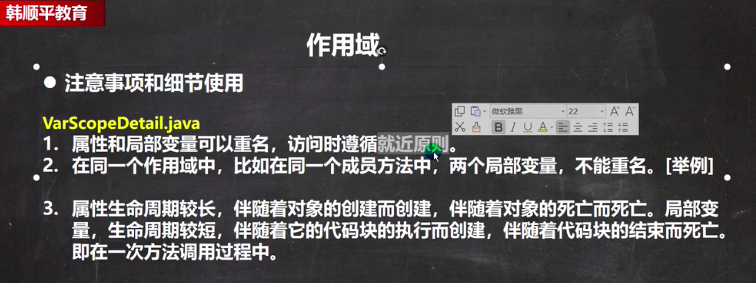 韩顺平教育
作用域
● 注意事项和细节使用
微软雅黑 22 A A
B I U A
VarScopeDetail.java
1. 属性和局部变量可以重名，访问时遵循就近原则。
2. 在同一个作用域中，比如在同一个成员方法中，两个局部变量，不能重名。[举例]
3. 属性生命周期较长，伴随着对象的创建而创建，伴随着对象的死亡而死亡。局部变
量，生命周期较短，伴随着它的代码块的执行而创建，伴随着代码块的结束而死亡。
即在一次方法调用过程中。